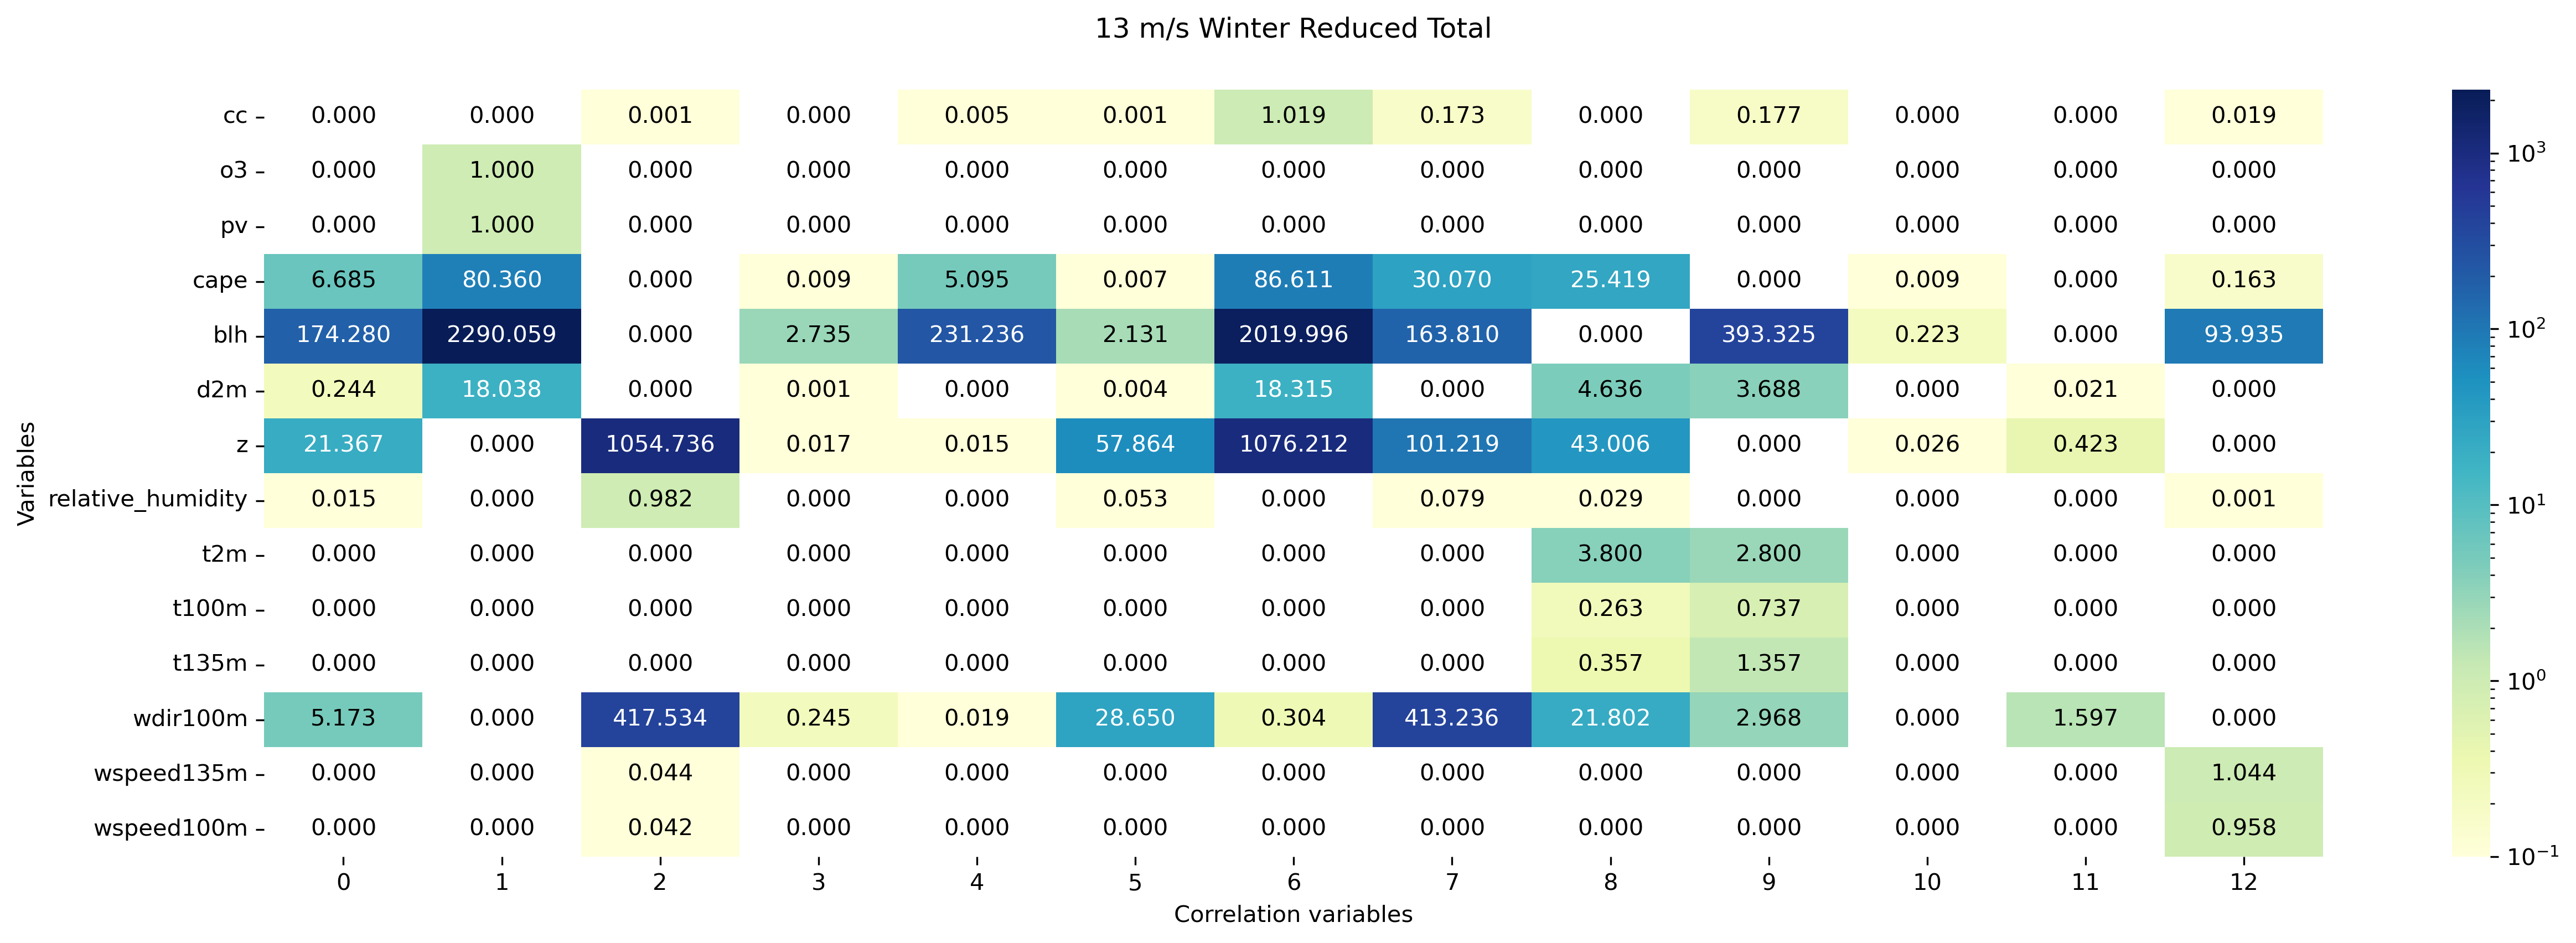 13 m/s Winter Reduced Total
cc 0.000 0.000 0.001 0.000 0.005 0.001 1.019 0.173 0.000 0.177 0.000 0.000 0.019
o3 0.000 1.000 0.000 0.000 0.000 0.000 0.000 0.000 0.000 0.000 0.000 0.000 0.000
pv 0.000 1.000 0.000 0.000 0.000 0.000 0.000 0.000 0.000 0.000 0.000 0.000 0.000
cape 6.685 80.360 0.000 0.009 5.095 0.007 86.611 30.070 25.419 0.000 0.009 0.000 0.163
blh 174.280 2290.059 0.000 2.735 231.236 2.131 2019.996 163.810 0.000 393.325 0.223 0.000 93.935
d2m 0.244 18.038 0.000 0.001 0.000 0.004 18.315 0.000 4.636 3.688 0.000 0.021 0.000
z 21.367 0.000 1054.736 0.017 0.015 57.864 1076.212 101.219 43.006 0.000 0.026 0.423 0.000
relative_humidity 0.015 0.000 0.982 0.000 0.000 0.053 0.000 0.079 0.029 0.000 0.000 0.000 0.001
t2m 0.000 0.000 0.000 0.000 0.000 0.000 0.000 0.000 3.800 2.800 0.000 0.000 0.000
t100m 0.000 0.000 0.000 0.000 0.000 0.000 0.000 0.000 0.263 0.737 0.000 0.000 0.000
t135m 0.000 0.000 0.000 0.000 0.000 0.000 0.000 0.000 0.357 1.357 0.000 0.000 0.000
wdir100m 5.173 0.000 417.534 0.245 0.019 28.650 0.304 413.236 21.802 2.968 0.000 1.597 0.000
wspeed135m 0.000 0.000 0.044 0.000 0.000 0.000 0.000 0.000 0.000 0.000 0.000 0.000 1.044
wspeed100m 0.000 0.000 0.042 0.000 0.000 0.000 0.000 0.000 0.000 0.000 0.000 0.000 0.958
0 1 2 3 4 5 6 7 8 9 10 11 12
Correlation variables
Variables
10³
10²
10¹
10⁰
10⁻¹